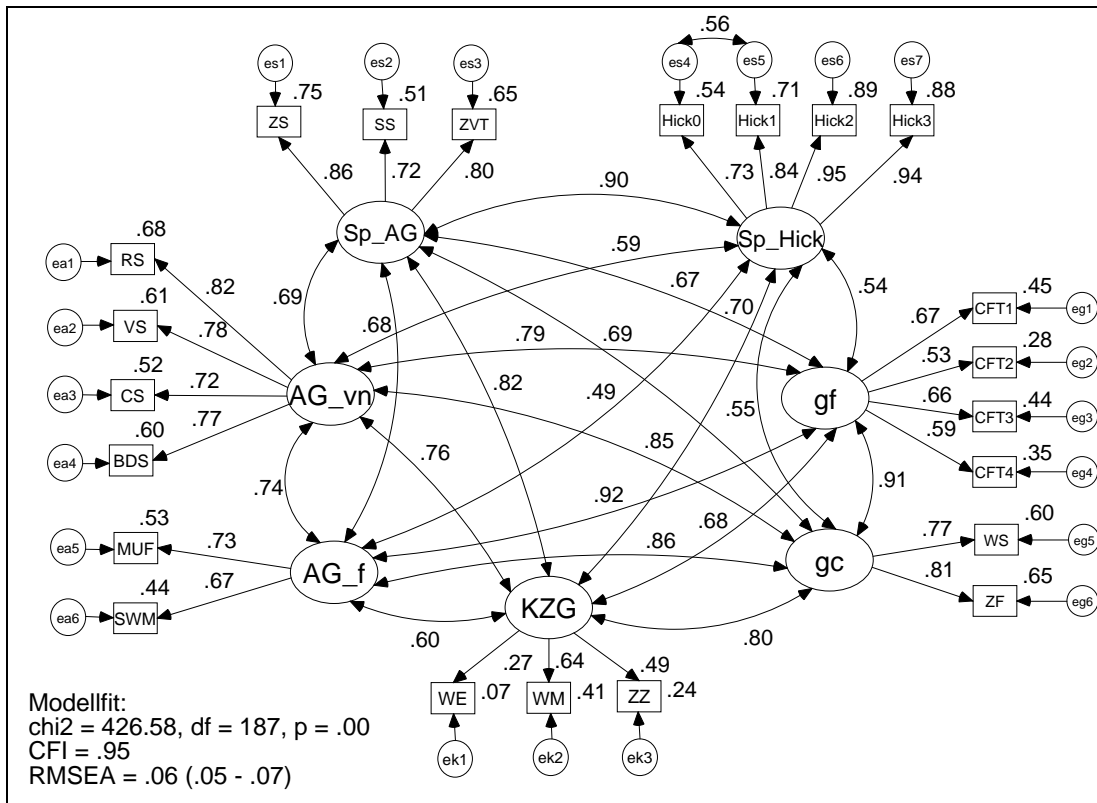 .56
es1 es2 es3 es4 es5 es6 es7
.75 .51 .65 .54 .71 .89 .88
ZS SS ZVT Hick0 Hick1 Hick2 Hick3
.86 .72 .80 .73 .84 .95 .94
.90
Sp_AG Sp_Hick
.68
ea1 RS
.82
.59
.67
.69
.54
.61
ea2 VS
.78
.68
.70
.79 .69
.67 CFT1 .45 eg1
.53 CFT2 .28 eg2
.52
ea3 CS
.72
AG_vn
.82
.49
.55
gf
.66 CFT3 .44 eg3
.60
ea4 BDS
.77
.59 CFT4 .35 eg4
.76
.85
.74
.92
.68
.91
.53
ea5 MUF
.73
AG_f
.86
gc
.77 WS .60 eg5
.44
ea6 SWM
.67
KZG
.81 ZF .65 eg6
.60
.80
.27 .64 .49
WE .07 WM .41 ZZ .24
ek1 ek2 ek3
Modellfit:
chi2 = 426.58, df = 187, p = .00
CFI = .95
RMSEA = .06 (.05 - .07)